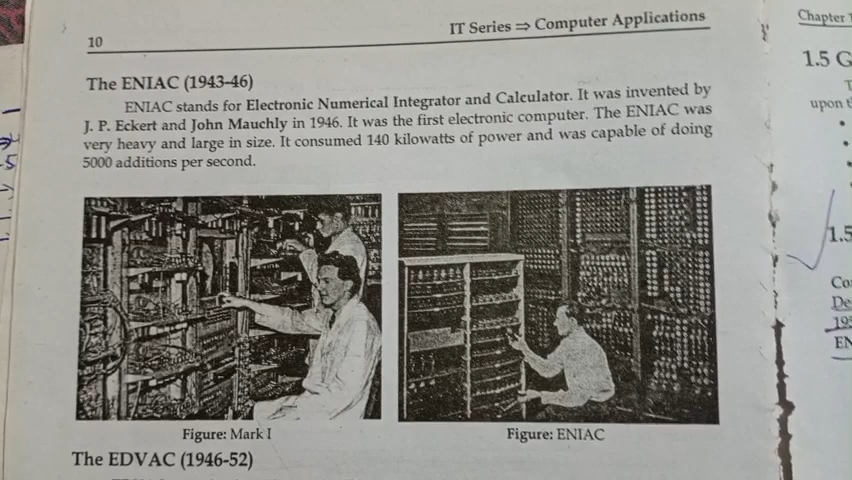 10
IT Series ⇒ Computer Applications
The ENIAC (1943-46)
ENIAC stands for Electronic Numerical Integrator and Calculator. It was invented by
J. P. Eckert and John Mauchly in 1946. It was the first electronic computer. The ENIAC was
very heavy and large in size. It consumed 140 kilowatts of power and was capable of doing
5000 additions per second.
Figure: Mark I
Figure: ENIAC
The EDVAC (1946-52)
Chapter
1.5 G
upon
1.5
Co
De
195
EN